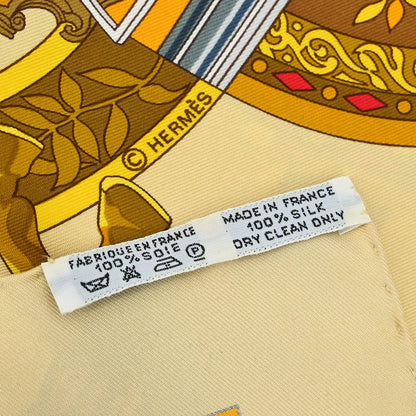 © HERMÈS
FABRIQUE EN FRANCE
100% SOIE
P
MADE IN FRANCE
100% SILK
DRY CLEAN ONLY